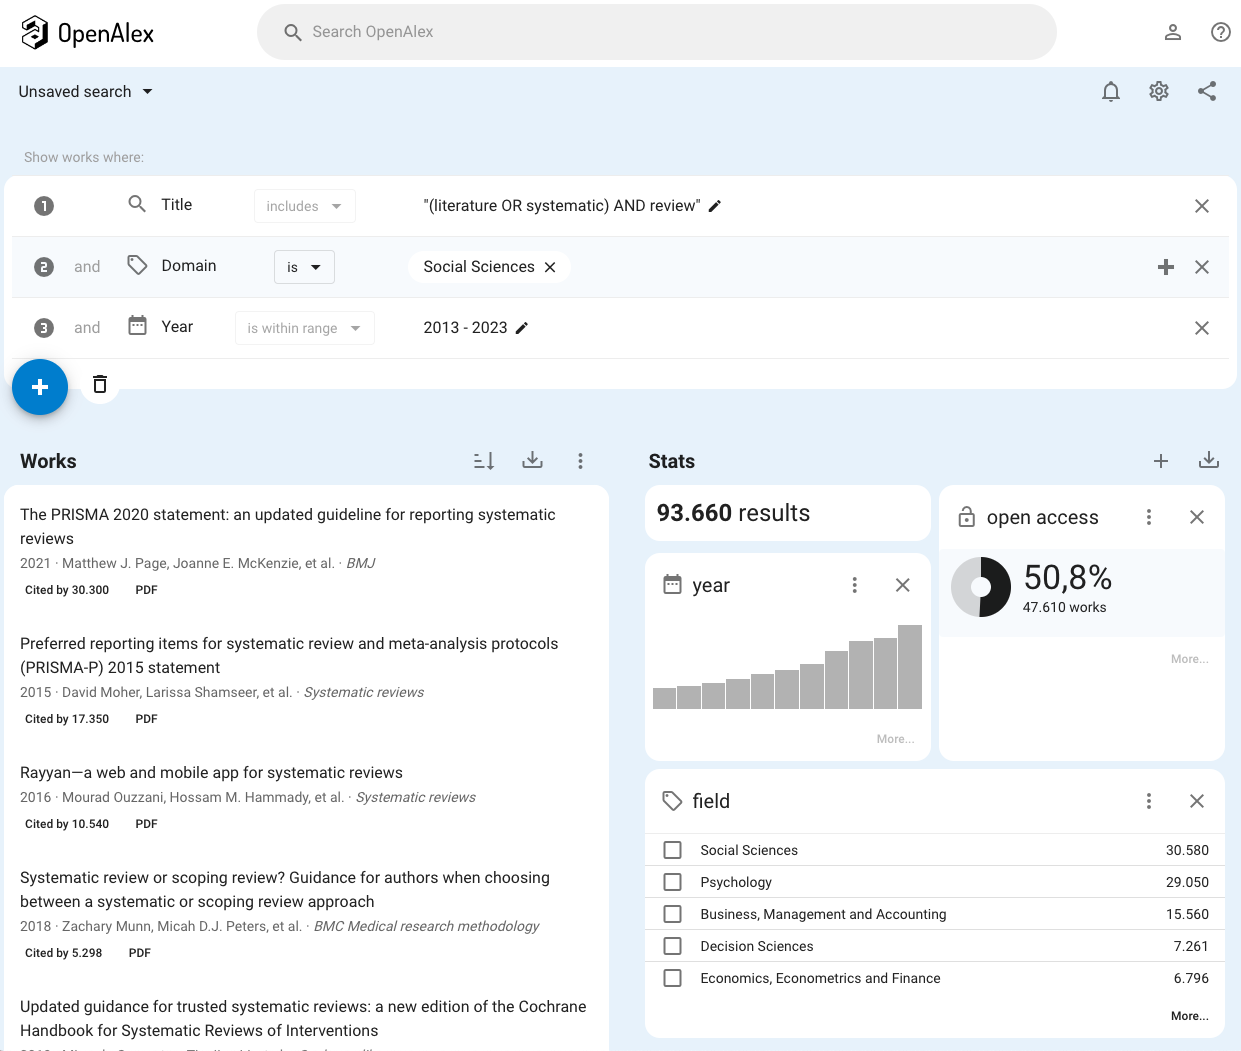 OpenAlex
Search OpenAlex
Unsaved search
Show works where:
1 Title includes "(literature OR systematic) AND review"
2 and Domain is Social Sciences
3 and Year is within range 2013 - 2023
Works
The PRISMA 2020 statement: an updated guideline for reporting systematic
reviews
2021 · Matthew J. Page, Joanne E. McKenzie, et al. · BMJ
Cited by 30.300 PDF
Preferred reporting items for systematic review and meta-analysis protocols
(PRISMA-P) 2015 statement
2015 · David Moher, Larissa Shamseer, et al. · Systematic reviews
Cited by 17.350 PDF
Rayyan—a web and mobile app for systematic reviews
2016 · Mourad Ouzzani, Hossam M. Hammady, et al. · Systematic reviews
Cited by 10.540 PDF
Systematic review or scoping review? Guidance for authors when choosing
between a systematic or scoping review approach
2018 · Zachary Munn, Micah D.J. Peters, et al. · BMC Medical research methodology
Cited by 5.298 PDF
Updated guidance for trusted systematic reviews: a new edition of the Cochrane
Handbook for Systematic Reviews of Interventions
Stats
93.660 results
year
More...
open access
50,8%
47.610 works
More...
field
Social Sciences 30.580
Psychology 29.050
Business, Management and Accounting 15.560
Decision Sciences 7.261
Economics, Econometrics and Finance 6.796
More...